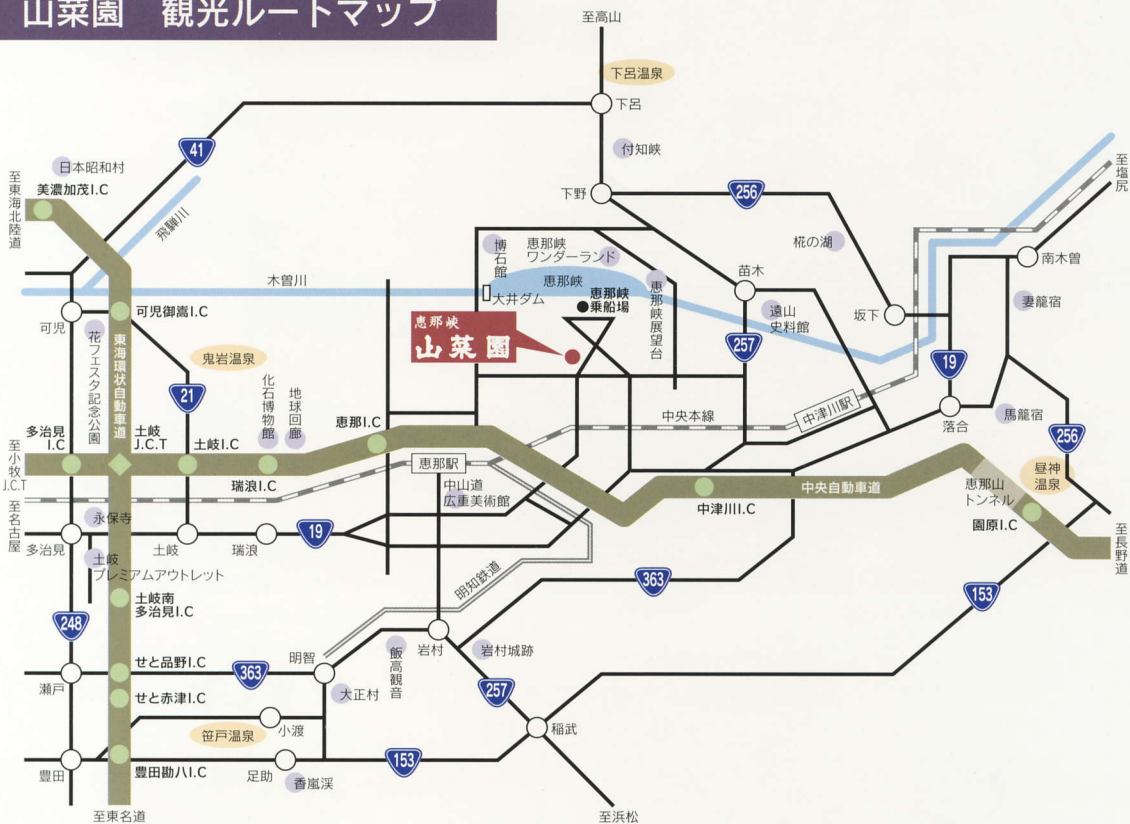 山菜園　観光ルートマップ
至高山
下呂温泉
下呂
41
日本昭和村
付知峡
至東海北陸道
美濃加茂I.C
至塩尻
下野
256
飛騨川
椛の湖
博石館
恵那峡
ワンダーランド
南木曽
木曽川
恵那峡
苗木
大井ダム
恵那峡
乗船場
恵那峡展望台
妻籠宿
遠山
史料館
坂下
可児
可児御嵩I.C
恵那峡
山菜園
花フェスタ記念公園
東海環状自動車道
鬼岩温泉
257
19
21
化石博物館
地球回廊
中央本線
中津川駅
落合
馬籠宿
恵那I.C
256
多治見
I.C
土岐
J.C.T
土岐I.C
至小牧J.C.T
瑞浪I.C
恵那駅
中山道
広重美術館
中央自動車道
恵那山
トンネル
昼神
温泉
中津川I.C
園原I.C
至名古屋
永保寺
多治見
土岐
瑞浪
19
至長野道
土岐
プレミアムアウトレット
明知鉄道
363
153
土岐南
多治見I.C
248
岩村
岩村城跡
飯高観音
せと品野I.C
363
明智
瀬戸
大正村
257
せと赤津I.C
小渡
笹戸温泉
稲武
豊田
豊田勘八I.C
足助
153
香嵐渓
至東名道
至浜松